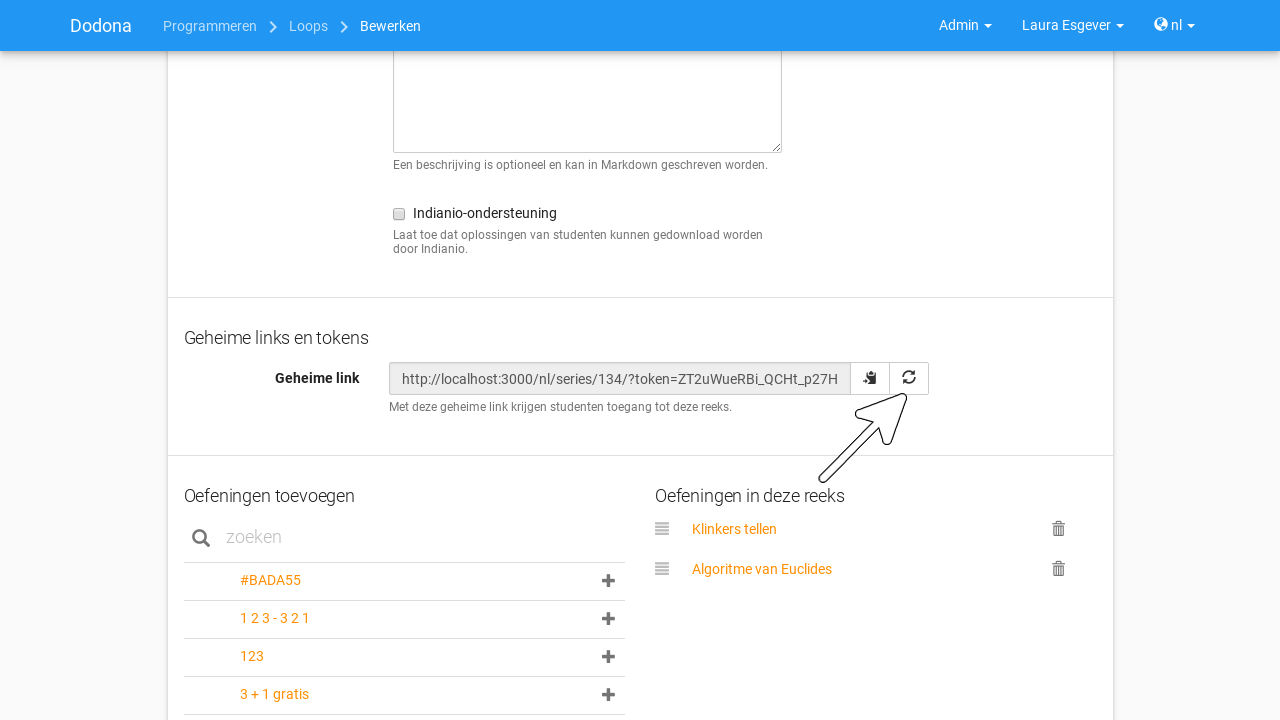 Dodona Programmeren Loops Bewerken Admin Laura Esgever nl
Een beschrijving is optioneel en kan in Markdown geschreven worden.
Indianio-ondersteuning
Laat toe dat oplossingen van studenten kunnen gedownload worden
door Indianio.
Geheime links en tokens
Geheime link http://localhost:3000/nl/series/134/?token=ZT2uWueRBi_QCHt_p27H
Met deze geheime link krijgen studenten toegang tot deze reeks.
Oefeningen toevoegen
zoeken
#BADA55
1 2 3 - 3 2 1
123
3 + 1 gratis
Oefeningen in deze reeks
Klinkers tellen
Algoritme van Euclides